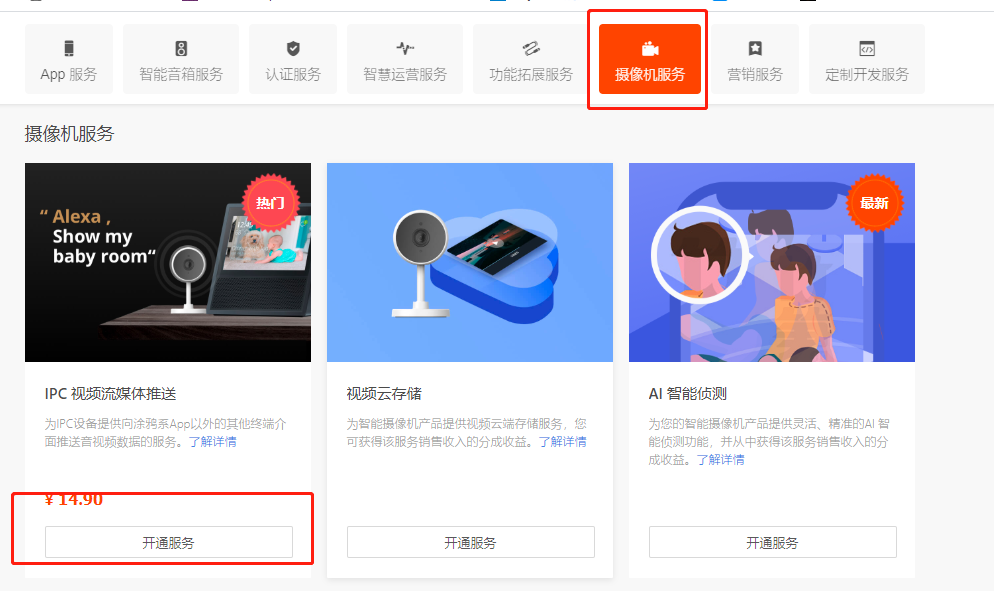 App 服务
智能音箱服务
认证服务
智慧运营服务
功能拓展服务
摄像机服务
营销服务
定制开发服务
摄像机服务
“ Alexa ,
Show my
baby room“
热门
最新
IPC 视频流媒体推送
为IPC设备提供向涂鸦系App以外的其他终端介
面推送音视频数据的服务。了解详情
¥ 14.90
开通服务
视频云存储
为智能摄像机产品提供视频云端存储服务，您
可获得该服务销售收入的分成收益。了解详情
开通服务
AI 智能侦测
为您的智能摄像机产品提供灵活、精准的AI 智
能侦测功能，并从中获得该服务销售收入的分
成收益。了解详情
开通服务